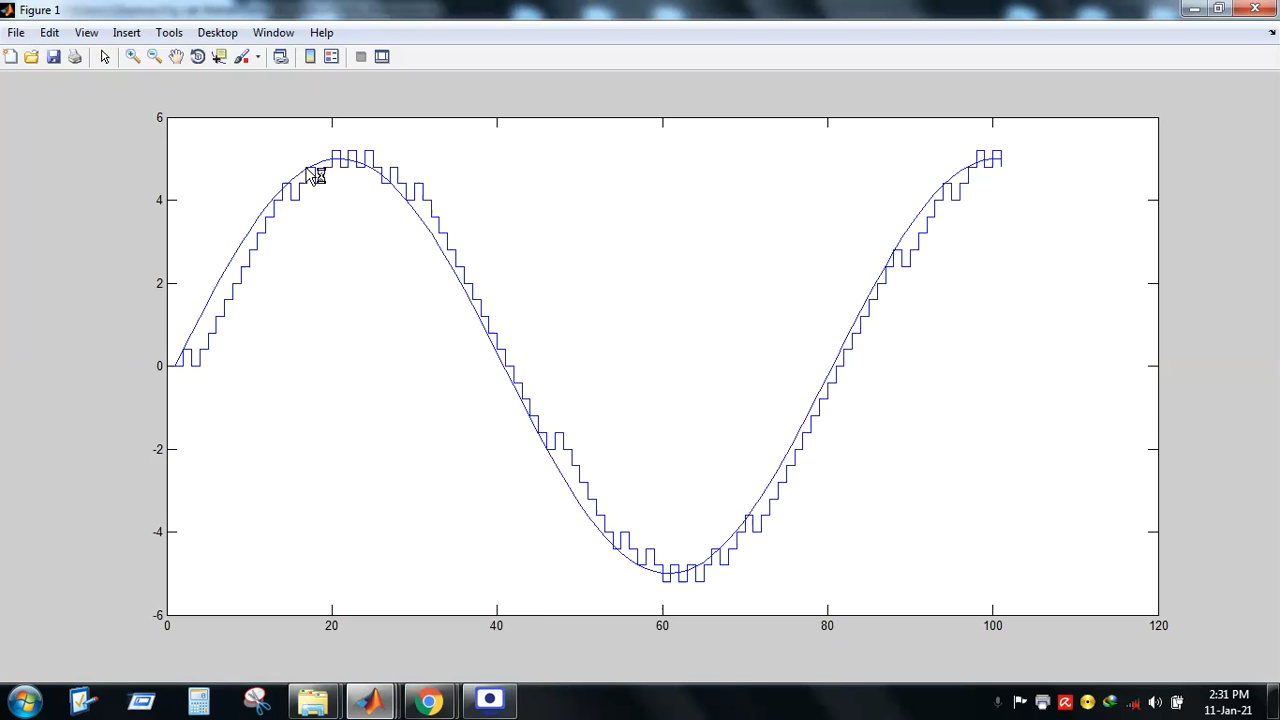 Figure 1
File Edit View Insert Tools Desktop Window Help
6
4
2
0
-2
-4
-6
0 20 40 60 80 100 120
2:31 PM
11-Jan-21